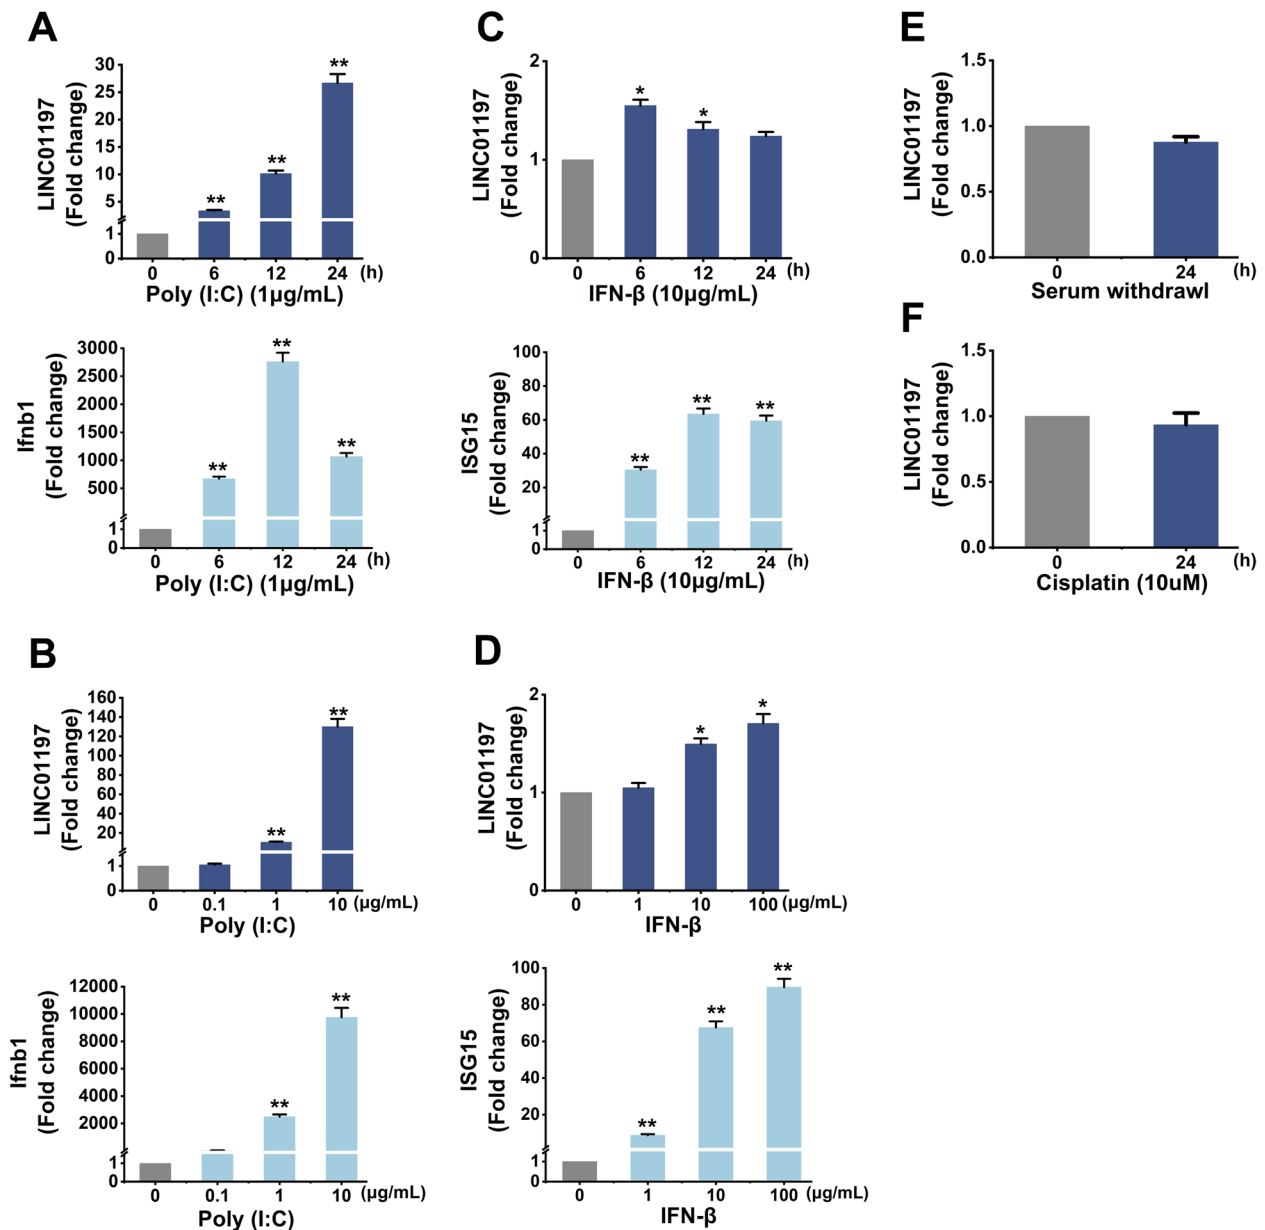 A
LINC01197
(Fold change)
30
25
20
15
10
5
1
0
**
**
**
0 6 12 24 (h)
Poly (I:C) (1µg/mL)
Ifnb1
(Fold change)
3000
2500
2000
1500
1000
500
1
0
**
**
**
0 6 12 24 (h)
Poly (I:C) (1µg/mL)
B
LINC01197
(Fold change)
160
140
120
100
80
60
40
20
1
0
**
**
0 0.1 1 10 (µg/mL)
Poly (I:C)
Ifnb1
(Fold change)
12000
10000
8000
6000
4000
2000
1
0
**
**
0 0.1 1 10 (µg/mL)
Poly (I:C)
C
LINC01197
(Fold change)
2
1
0
*
*
0 6 12 24 (h)
IFN-β (10µg/mL)
ISG15
(Fold change)
100
80
60
40
20
1
0
**
**
**
0 6 12 24 (h)
IFN-β (10µg/mL)
D
LINC01197
(Fold change)
2
1
0
*
*
0 1 10 100 (µg/mL)
IFN-β
ISG15
(Fold change)
100
80
60
40
20
1
0
**
**
**
0 1 10 100 (µg/mL)
IFN-β
E
LINC01197
(Fold change)
1.5
1.0
0.5
0.0
0 24 (h)
Serum withdrawl
F
LINC01197
(Fold change)
1.5
1.0
0.5
0.0
0 24 (h)
Cisplatin (10uM)